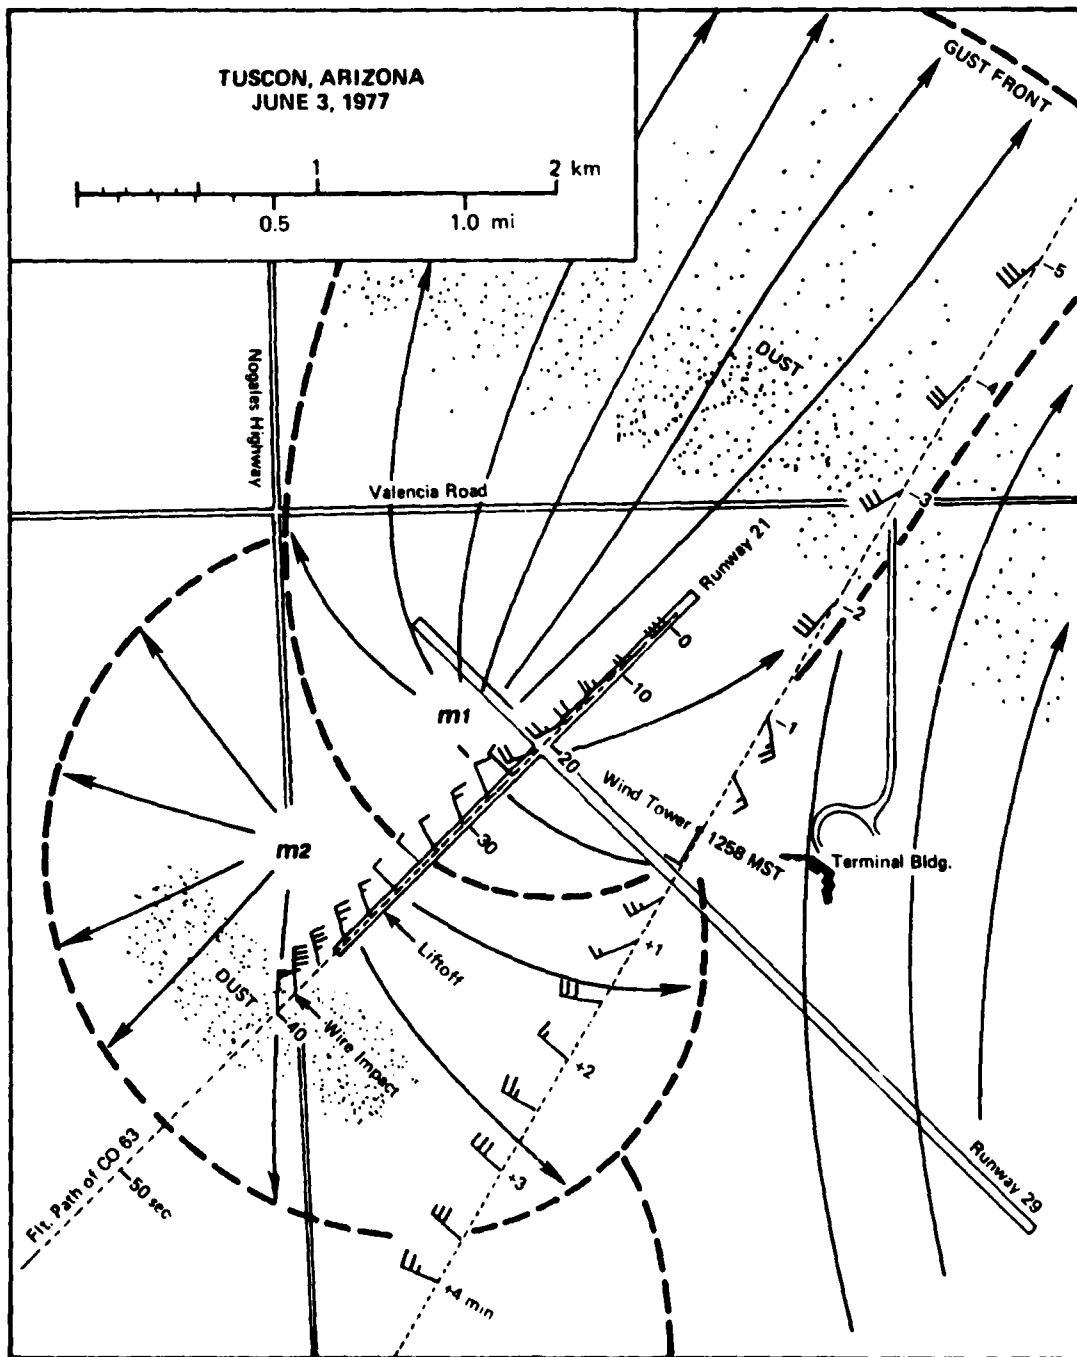 TUSCON, ARIZONA
JUNE 3, 1977
1
2 km
0.5
1.0 mi
GUST FRONT
-5
DUST
-4
Nogales Highway
Valencia Road
-3
Runway 21
-2
0
-10
m1
-1
-20
Wind Tower
1258 MST
-30
m2
Terminal Bldg.
Liftoff
+1
DUST
-40
Wire Impact
+2
Flt. Path of CO 63
-50 sec
+3
Runway 29
+4 min